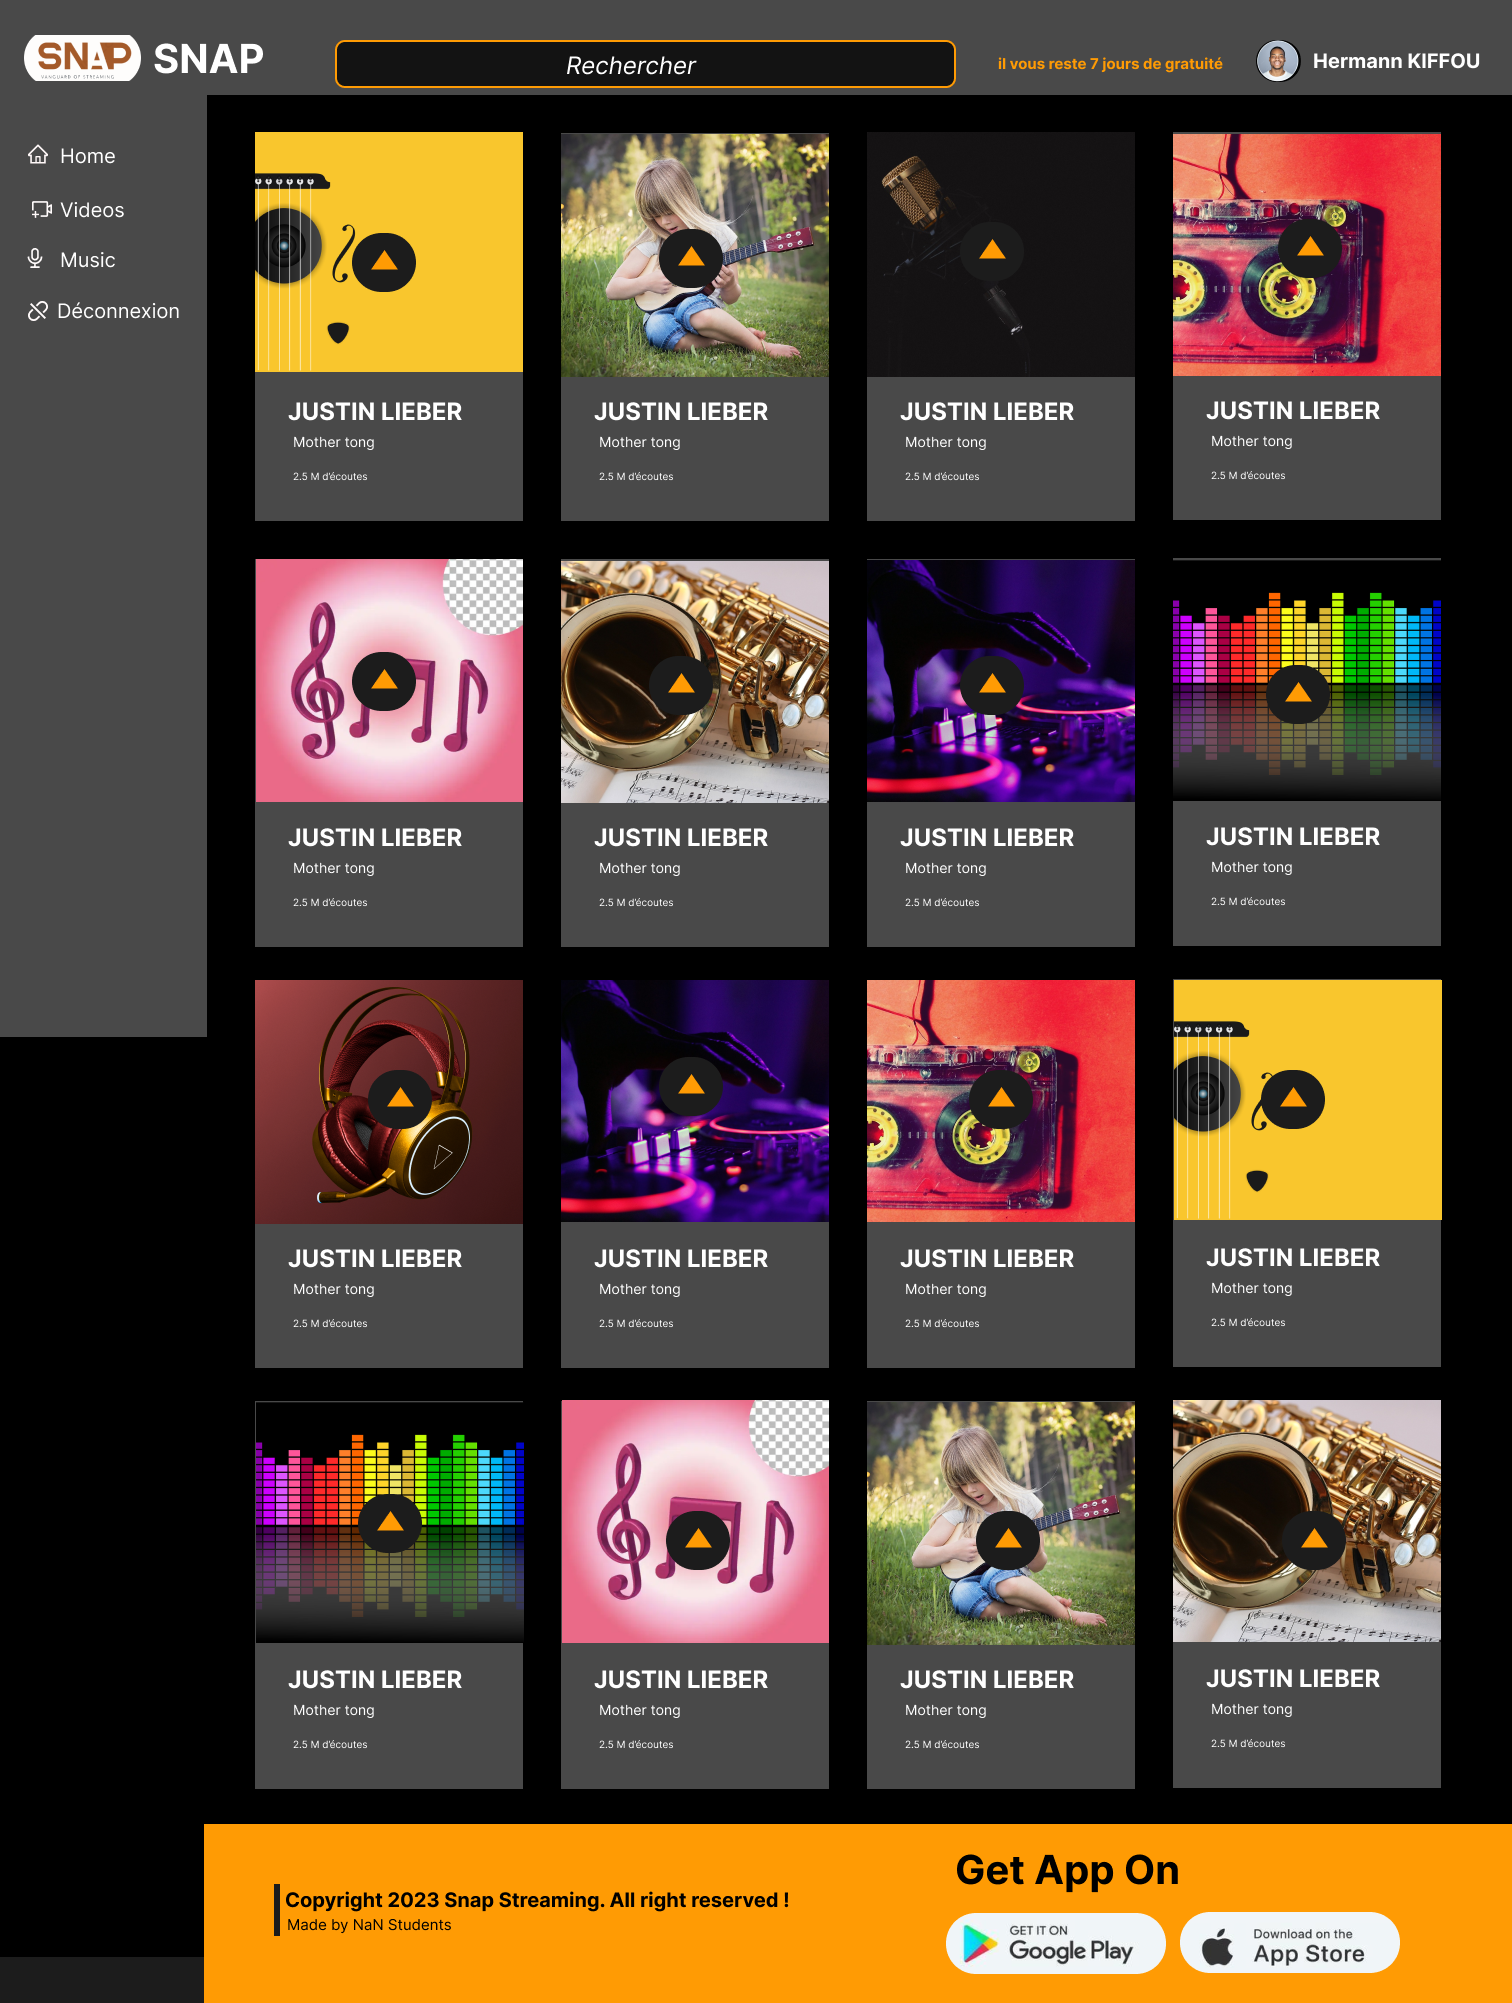 SNAP
VANGUARD OF STREAMING
SNAP
Rechercher
il vous reste 7 jours de gratuité
Hermann KIFFOU
Home
Videos
Music
Déconnexion
JUSTIN LIEBER
Mother tong
2.5 M d'écoutes
JUSTIN LIEBER
Mother tong
2.5 M d'écoutes
JUSTIN LIEBER
Mother tong
2.5 M d'écoutes
JUSTIN LIEBER
Mother tong
2.5 M d'écoutes
JUSTIN LIEBER
Mother tong
2.5 M d'écoutes
JUSTIN LIEBER
Mother tong
2.5 M d'écoutes
JUSTIN LIEBER
Mother tong
2.5 M d'écoutes
JUSTIN LIEBER
Mother tong
2.5 M d'écoutes
JUSTIN LIEBER
Mother tong
2.5 M d'écoutes
JUSTIN LIEBER
Mother tong
2.5 M d'écoutes
JUSTIN LIEBER
Mother tong
2.5 M d'écoutes
JUSTIN LIEBER
Mother tong
2.5 M d'écoutes
JUSTIN LIEBER
Mother tong
2.5 M d'écoutes
JUSTIN LIEBER
Mother tong
2.5 M d'écoutes
JUSTIN LIEBER
Mother tong
2.5 M d'écoutes
JUSTIN LIEBER
Mother tong
2.5 M d'écoutes
Copyright 2023 Snap Streaming. All right reserved !
Made by NaN Students
Get App On
GET IT ON
Google Play
Download on the
App Store